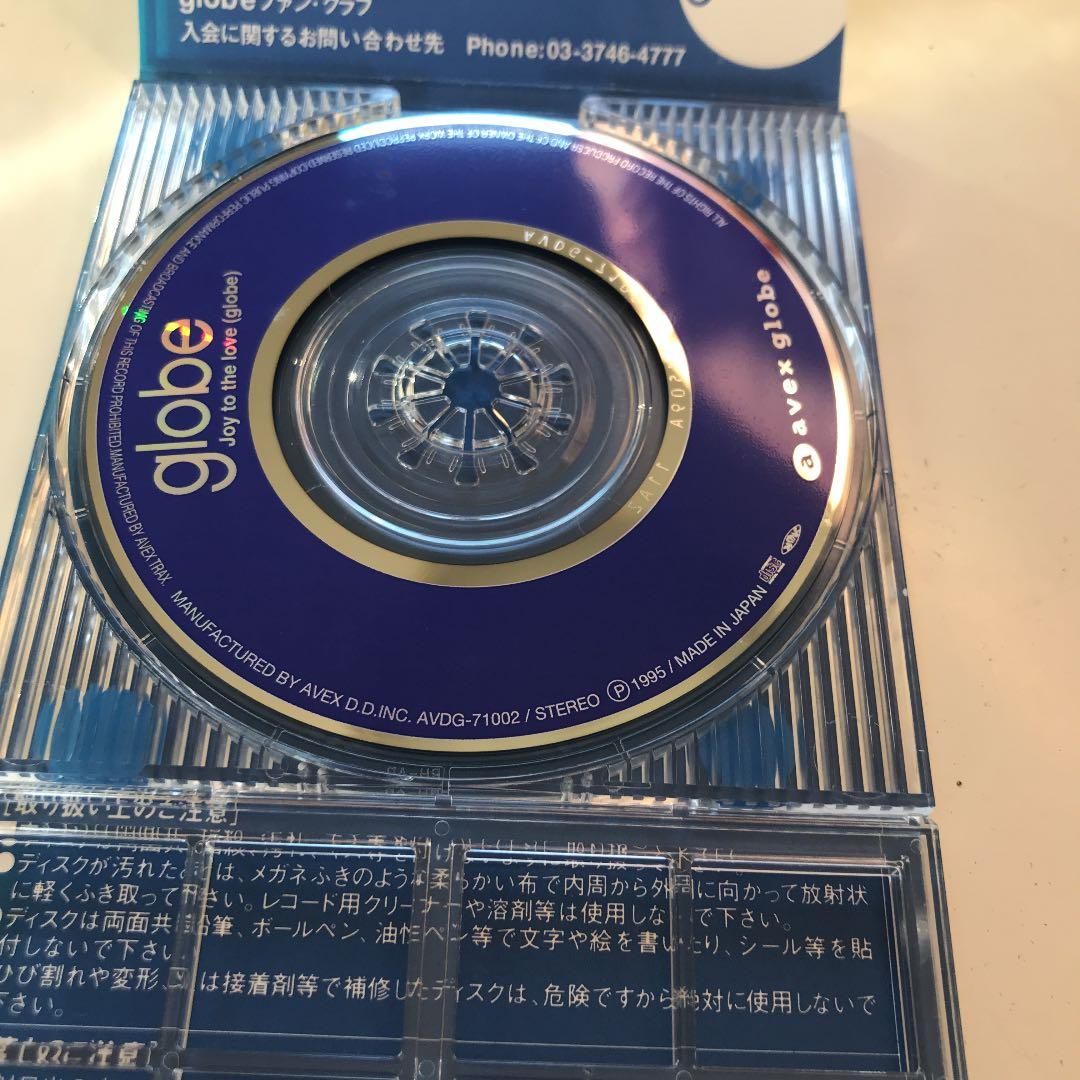 globeファン・クラブ
入会に関するお問い合わせ先 Phone:03-3746-4777
ALL RIGHTS OF THE RECORD PRODUCER AND OF THE OWNER OF THE WORK REPRODUCED RESERVED.COPYING.PUBLIC PERFORMANCE AND BROADCASTING OF THIS RECORD PROHIBITED.MANUFACTURED BY AVEX TRAX.
globe
Joy to the love (globe)
a avex globe
MANUFACTURED BY AVEX D.D.INC. AVDG-71002 / STEREO Ⓟ1995 / MADE IN JAPAN
[取り扱い上のご注意]
●ディスクが汚れた は、メガネふきのような柔らかい布で内周から外周に向かって放射状
に軽くふき取って下さい。レコード用クリーナーや溶剤等は使用しないで下さい。
●ディスクは両面共、鉛筆、ボールペン、油性ペン等で文字や絵を書いたり、シール等を貼
付しないで下さい
ひび割れや変形、 は接着剤等で補修したディスクは、危険ですから絶対に使用しないで
下さい。